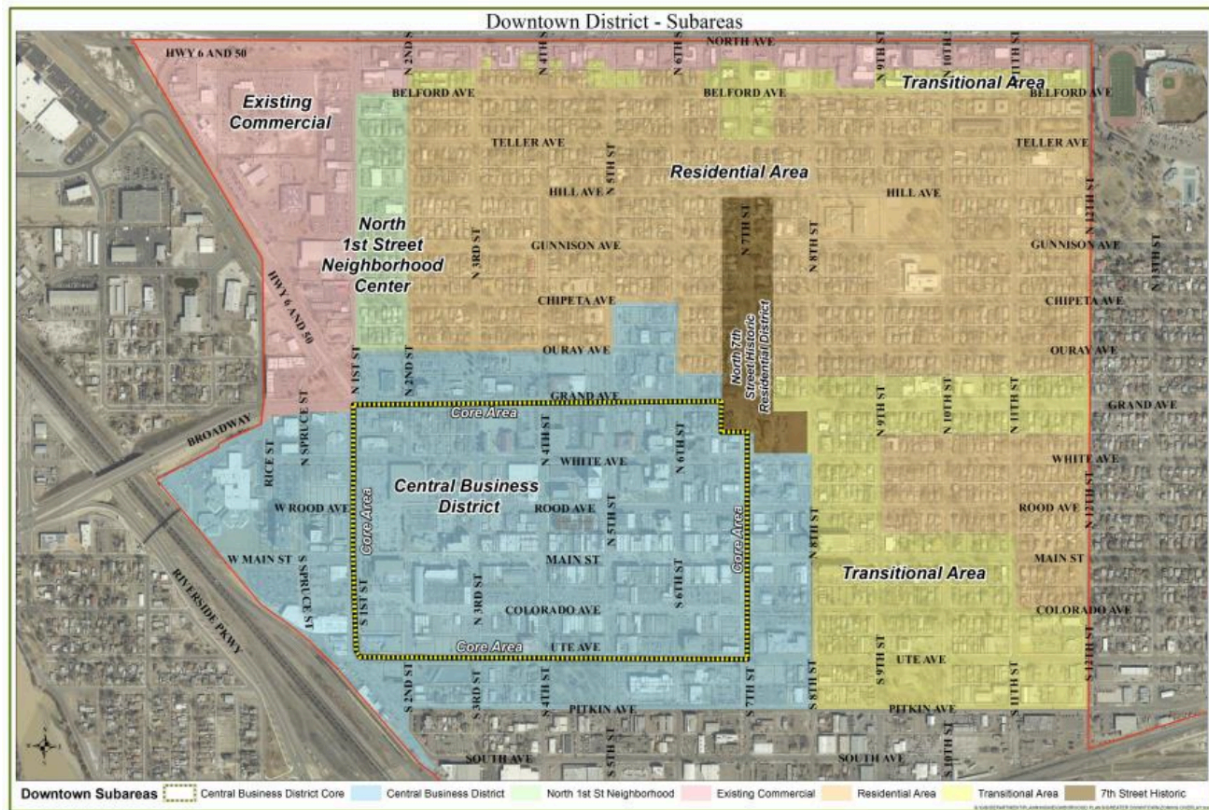 Downtown District - Subareas
HWY 6 AND 50
N 2ND ST
N 4TH ST
N 6TH ST
NORTH AVE
N 9TH ST
N 10TH ST
N 11TH ST
Transitional Area
BELFORD AVE
BELFORD AVE
BELFORD AVE
Existing
Commercial
TELLER AVE
TELLER AVE
N 5TH ST
Residential Area
HILL AVE
HILL AVE
N 12TH ST
North
1st Street
Neighborhood
Center
N 3RD ST
GUNNISON AVE
N 7TH ST
N 8TH ST
GUNNISON AVE
N 13TH ST
HWY 6 AND 50
CHIPETA AVE
CHIPETA AVE
N 1ST ST
N 2ND ST
OURAY AVE
North 7th
Street Historic
Residential District
OURAY AVE
GRAND AVE
Core Area
N 9TH ST
N 10TH ST
N 11TH ST
GRAND AVE
BROADWAY
RICE ST
N SPRUCE ST
N 4TH ST
WHITE AVE
N 6TH ST
WHITE AVE
Central Business
District
W ROOD AVE
Core Area
ROOD AVE
N 5TH ST
Core Area
N 8TH ST
ROOD AVE
N 12TH ST
W MAIN ST
S SPRUCE ST
MAIN ST
MAIN ST
Transitional Area
RIVERSIDE PKWY
S 1ST ST
N 3RD ST
S 6TH ST
COLORADO AVE
COLORADO AVE
Core Area
UTE AVE
S 9TH ST
UTE AVE
S 12TH ST
S 2ND ST
S 3RD ST
S 4TH ST
S 7TH ST
S 8TH ST
S 11TH ST
PITKIN AVE
PITKIN AVE
SOUTH AVE
S 5TH ST
S 10TH ST
SOUTH AVE
Downtown Subareas
Central Business District Core
Central Business District
North 1st St Neighborhood
Existing Commercial
Residential Area
Transitional Area
7th Street Historic